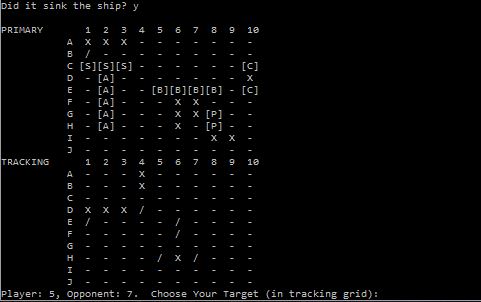 Did it sink the ship? y
PRIMARY 1 2 3 4 5 6 7 8 9 10
A X X X - - - - - - -
B / - - - - - - - - -
C [S][S][S] - - - - - - [C]
D - [A] - - - - - - - X
E - [A] - - [B][B][B][B] - [C]
F - [A] - - - X X - - -
G - [A] - - - X X [P] - -
H - [A] - - - X - [P] - -
I - - - - - - - X X -
J - - - - - - - - - -
TRACKING 1 2 3 4 5 6 7 8 9 10
A - - - X - - - - - -
B - - - X - - - - - -
C - - - - - - - - - -
D X X X / - - - - - -
E / - - - - / - - - -
F - - - - - / - - - -
G - - - - - - - - - -
H - - - - / X / - - -
I - - - - - - - - - -
J - - - - - - - - - -
Player: 5, Opponent: 7. Choose Your Target (in tracking grid):